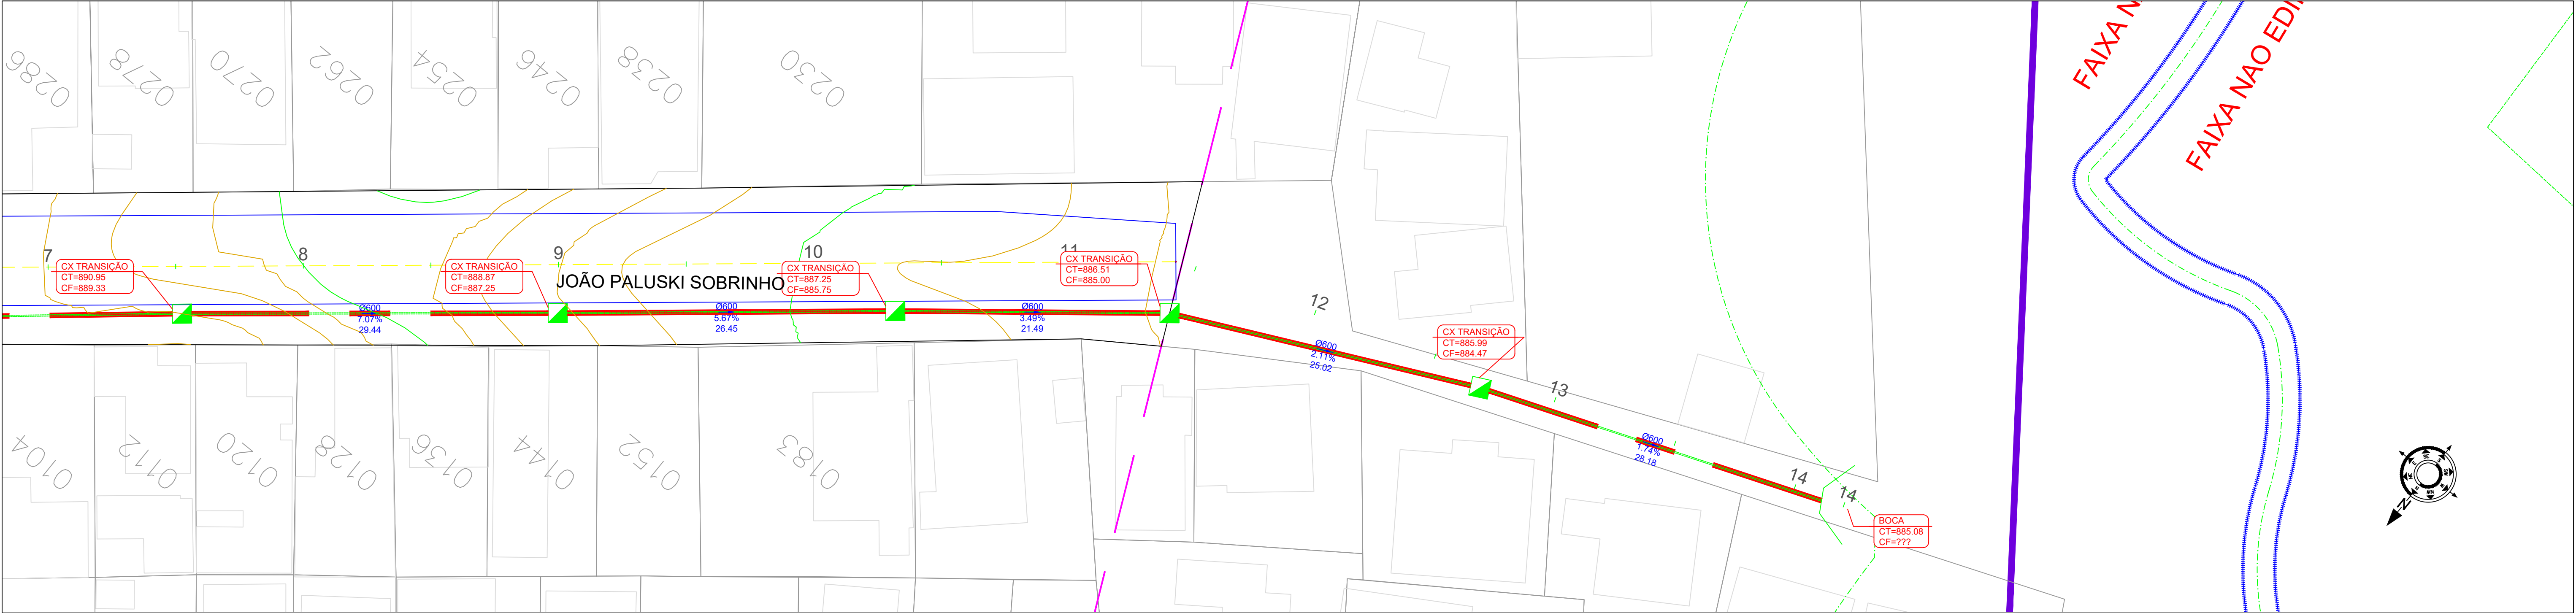 0286
0278
0270
0262
0254
0246
0238
0230
FAIXA N
FAIXA NAO EDI
7
8
9
10
11
12
13
14
14
CX TRANSIÇÃO
CT=890.95
CF=889.33
CX TRANSIÇÃO
CT=888.87
CF=887.25
JOÃO PALUSKI SOBRINHO
CX TRANSIÇÃO
CT=887.25
CF=885.75
CX TRANSIÇÃO
CT=886.51
CF=885.00
Ø600
7.07%
29.44
Ø600
5.67%
26.45
Ø600
3.49%
21.49
Ø600
2.11%
25.02
CX TRANSIÇÃO
CT=885.99
CF=884.47
Ø600
1.74%
28.18
BOCA
CT=885.08
CF=???
0104
0112
0120
0128
0136
0144
0152
0183
N